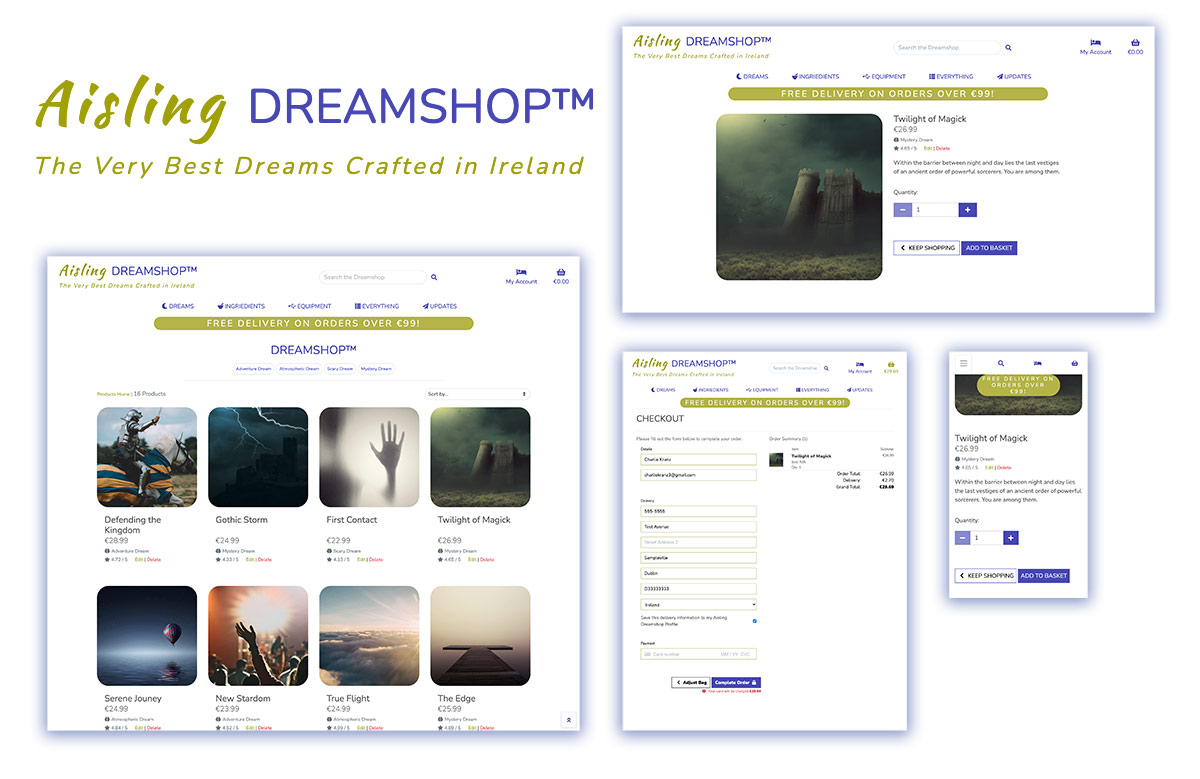 Aisling DREAMSHOP™
The Very Best Dreams Crafted in Ireland
Aisling DREAMSHOP™
The Very Best Dreams Crafted in Ireland
Search the Dreamshop
My Account
€0.00
DREAMS
INGRIEDIENTS
EQUIPMENT
EVERYTHING
UPDATES
FREE DELIVERY ON ORDERS OVER €99!
Twilight of Magick
€26.99
Mystery Dream
4.65 / 5 Edit | Delete
Within the barrier between night and day lies the last vestiges
of an ancient order of powerful sorcerers. You are among them.
Quantity:
1
KEEP SHOPPING
ADD TO BASKET
Aisling DREAMSHOP™
The Very Best Dreams Crafted in Ireland
Search the Dreamshop
My Account
€0.00
DREAMS
INGRIEDIENTS
EQUIPMENT
EVERYTHING
UPDATES
FREE DELIVERY ON ORDERS OVER €99!
DREAMSHOP™
Adventure Dream
Atmospheric Dream
Scary Dream
Mystery Dream
Products Home | 16 Products
Sort by...
Defending the
Kingdom
€28.99
Adventure Dream
4.72 / 5 Edit | Delete
Gothic Storm
€24.99
Mystery Dream
4.33 / 5 Edit | Delete
First Contact
€22.99
Scary Dream
4.13 / 5 Edit | Delete
Twilight of Magick
€26.99
Mystery Dream
4.65 / 5 Edit | Delete
Serene Jouney
€24.99
Atmospheric Dream
4.84 / 5 Edit | Delete
New Stardom
€23.99
Adventure Dream
4.52 / 5 Edit | Delete
True Flight
€24.99
Atmospheric Dream
4.99 / 5 Edit | Delete
The Edge
€25.99
Mystery Dream
4.89 / 5 Edit | Delete
Aisling DREAMSHOP™
The Very Best Dreams Crafted in Ireland
Search the Dreamshop
My Account
DREAMS
INGRIEDIENTS
EQUIPMENT
EVERYTHING
UPDATES
FREE DELIVERY ON ORDERS OVER €99!
CHECKOUT
Please fill out the form below to complete your order.
Details
Charlie Kranz
charliekranz3@gmail.com
Delivery
555-5555
Test Avenue
Street Address 2
Sampleville
Dublin
D33333333
Ireland
Save this delivery information to my Aisling
Dreamshop Profile
Payment
Card number
MM / YY CVC
Adjust Bag
Complete Order
Your card will be charged €29.69
Order Summary (1)
Item
Subtotal
Twilight of Magick
€26.99
Size: N/A
Qty: 1
Order Total: €26.99
Delivery: €2.70
Grand Total: €29.69
FREE DELIVERY ON
ORDERS OVER
€99!
Twilight of Magick
€26.99
Mystery Dream
4.65 / 5 Edit | Delete
Within the barrier between night and day lies
the last vestiges of an ancient order of powerful
sorcerers. You are among them.
Quantity:
1
KEEP SHOPPING
ADD TO BASKET